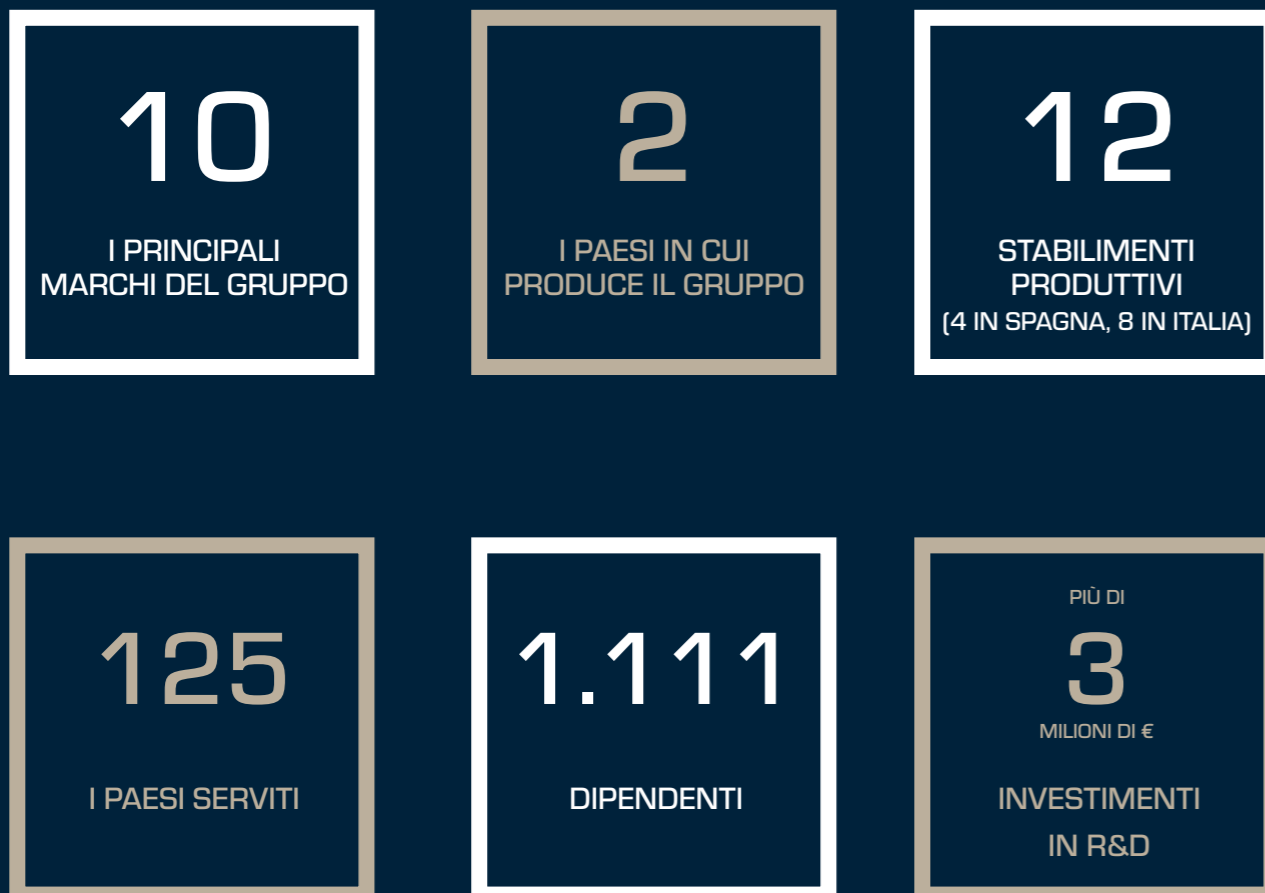 10
I PRINCIPALI
MARCHI DEL GRUPPO
2
I PAESI IN CUI
PRODUCE IL GRUPPO
12
STABILIMENTI
PRODUTTIVI
(4 IN SPAGNA, 8 IN ITALIA)
125
I PAESI SERVITI
1.111
DIPENDENTI
PIÙ DI
3
MILIONI DI €
INVESTIMENTI
IN R&D